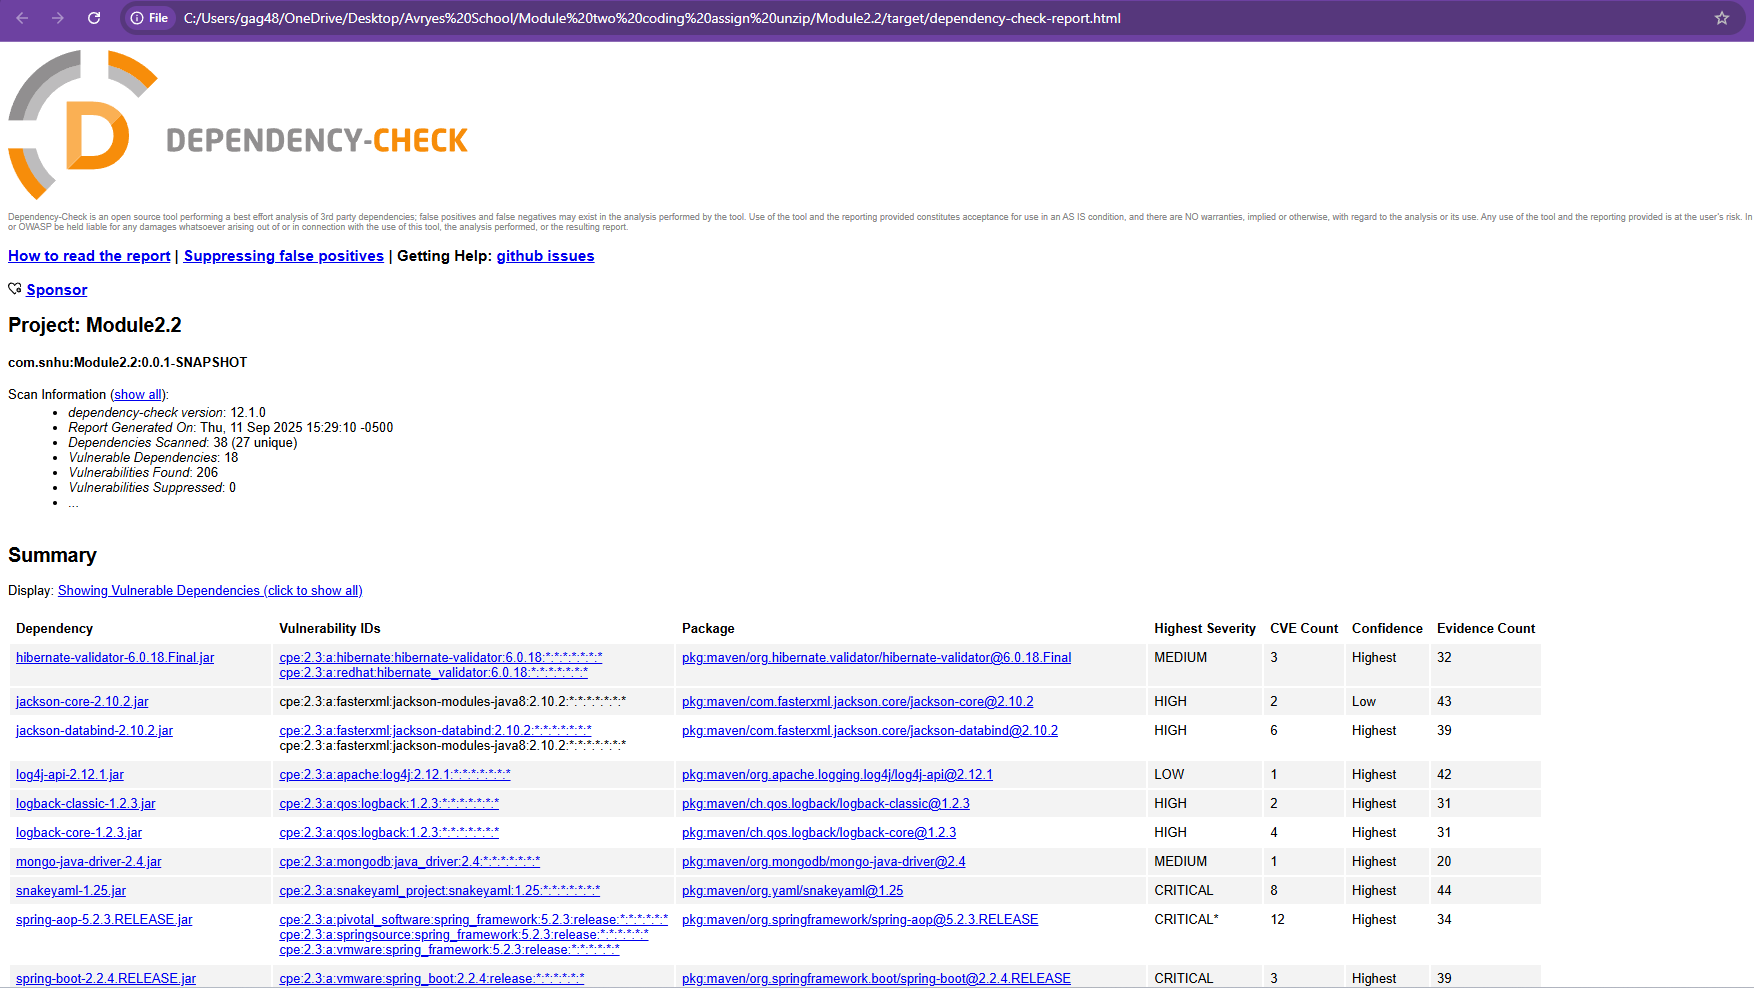 File C:/Users/gag48/OneDrive/Desktop/Avryes%20School/Module%20two%20coding%20assign%20unzip/Module2.2/target/dependency-check-report.html
D DEPENDENCY-CHECK
Dependency-Check is an open source tool performing a best effort analysis of 3rd party dependencies; false positives and false negatives may exist in the analysis performed by the tool. Use of the tool and the reporting provided constitutes acceptance for use in an AS IS condition, and there are NO warranties, implied or otherwise, with regard to the analysis or its use. Any use of the tool and the reporting provided is at the user's risk. In
or OWASP be held liable for any damages whatsoever arising out of or in connection with the use of this tool, the analysis performed, or the resulting report.
How to read the report | Suppressing false positives | Getting Help: github issues
Sponsor
Project: Module2.2
com.snhu:Module2.2:0.0.1-SNAPSHOT
Scan Information (show all):
• dependency-check version: 12.1.0
• Report Generated On: Thu, 11 Sep 2025 15:29:10 -0500
• Dependencies Scanned: 38 (27 unique)
• Vulnerable Dependencies: 18
• Vulnerabilities Found: 206
• Vulnerabilities Suppressed: 0
• ...
Summary
Display: Showing Vulnerable Dependencies (click to show all)
Dependency Vulnerability IDs Package Highest Severity CVE Count Confidence Evidence Count
hibernate-validator-6.0.18.Final.jar cpe:2.3:a:hibernate:hibernate-validator:6.0.18:*:*:*:*:*:*:* pkg:maven/org.hibernate.validator/hibernate-validator@6.0.18.Final MEDIUM 3 Highest 32
cpe:2.3:a:redhat:hibernate_validator:6.0.18:*:*:*:*:*:*:*
jackson-core-2.10.2.jar cpe:2.3:a:fasterxml:jackson-modules-java8:2.10.2:*:*:*:*:*:*:* pkg:maven/com.fasterxml.jackson.core/jackson-core@2.10.2 HIGH 2 Low 43
jackson-databind-2.10.2.jar cpe:2.3:a:fasterxml:jackson-databind:2.10.2:*:*:*:*:*:*:* pkg:maven/com.fasterxml.jackson.core/jackson-databind@2.10.2 HIGH 6 Highest 39
cpe:2.3:a:fasterxml:jackson-modules-java8:2.10.2:*:*:*:*:*:*:*
log4j-api-2.12.1.jar cpe:2.3:a:apache:log4j:2.12.1:*:*:*:*:*:*:* pkg:maven/org.apache.logging.log4j/log4j-api@2.12.1 LOW 1 Highest 42
logback-classic-1.2.3.jar cpe:2.3:a:qos:logback:1.2.3:*:*:*:*:*:*:* pkg:maven/ch.qos.logback/logback-classic@1.2.3 HIGH 2 Highest 31
logback-core-1.2.3.jar cpe:2.3:a:qos:logback:1.2.3:*:*:*:*:*:*:* pkg:maven/ch.qos.logback/logback-core@1.2.3 HIGH 4 Highest 31
mongo-java-driver-2.4.jar cpe:2.3:a:mongodb:java_driver:2.4:*:*:*:*:*:*:* pkg:maven/org.mongodb/mongo-java-driver@2.4 MEDIUM 1 Highest 20
snakeyaml-1.25.jar cpe:2.3:a:snakeyaml_project:snakeyaml:1.25:*:*:*:*:*:*:* pkg:maven/org.yaml/snakeyaml@1.25 CRITICAL 8 Highest 44
spring-aop-5.2.3.RELEASE.jar cpe:2.3:a:pivotal_software:spring_framework:5.2.3:release:*:*:*:*:*:* pkg:maven/org.springframework/spring-aop@5.2.3.RELEASE CRITICAL* 12 Highest 34
cpe:2.3:a:springsource:spring_framework:5.2.3:release:*:*:*:*:*:*
cpe:2.3:a:vmware:spring_framework:5.2.3:release:*:*:*:*:*:*
spring-boot-2.2.4.RELEASE.jar cpe:2.3:a:vmware:spring_boot:2.2.4:release:*:*:*:*:*:* pkg:maven/org.springframework.boot/spring-boot@2.2.4.RELEASE CRITICAL 3 Highest 39